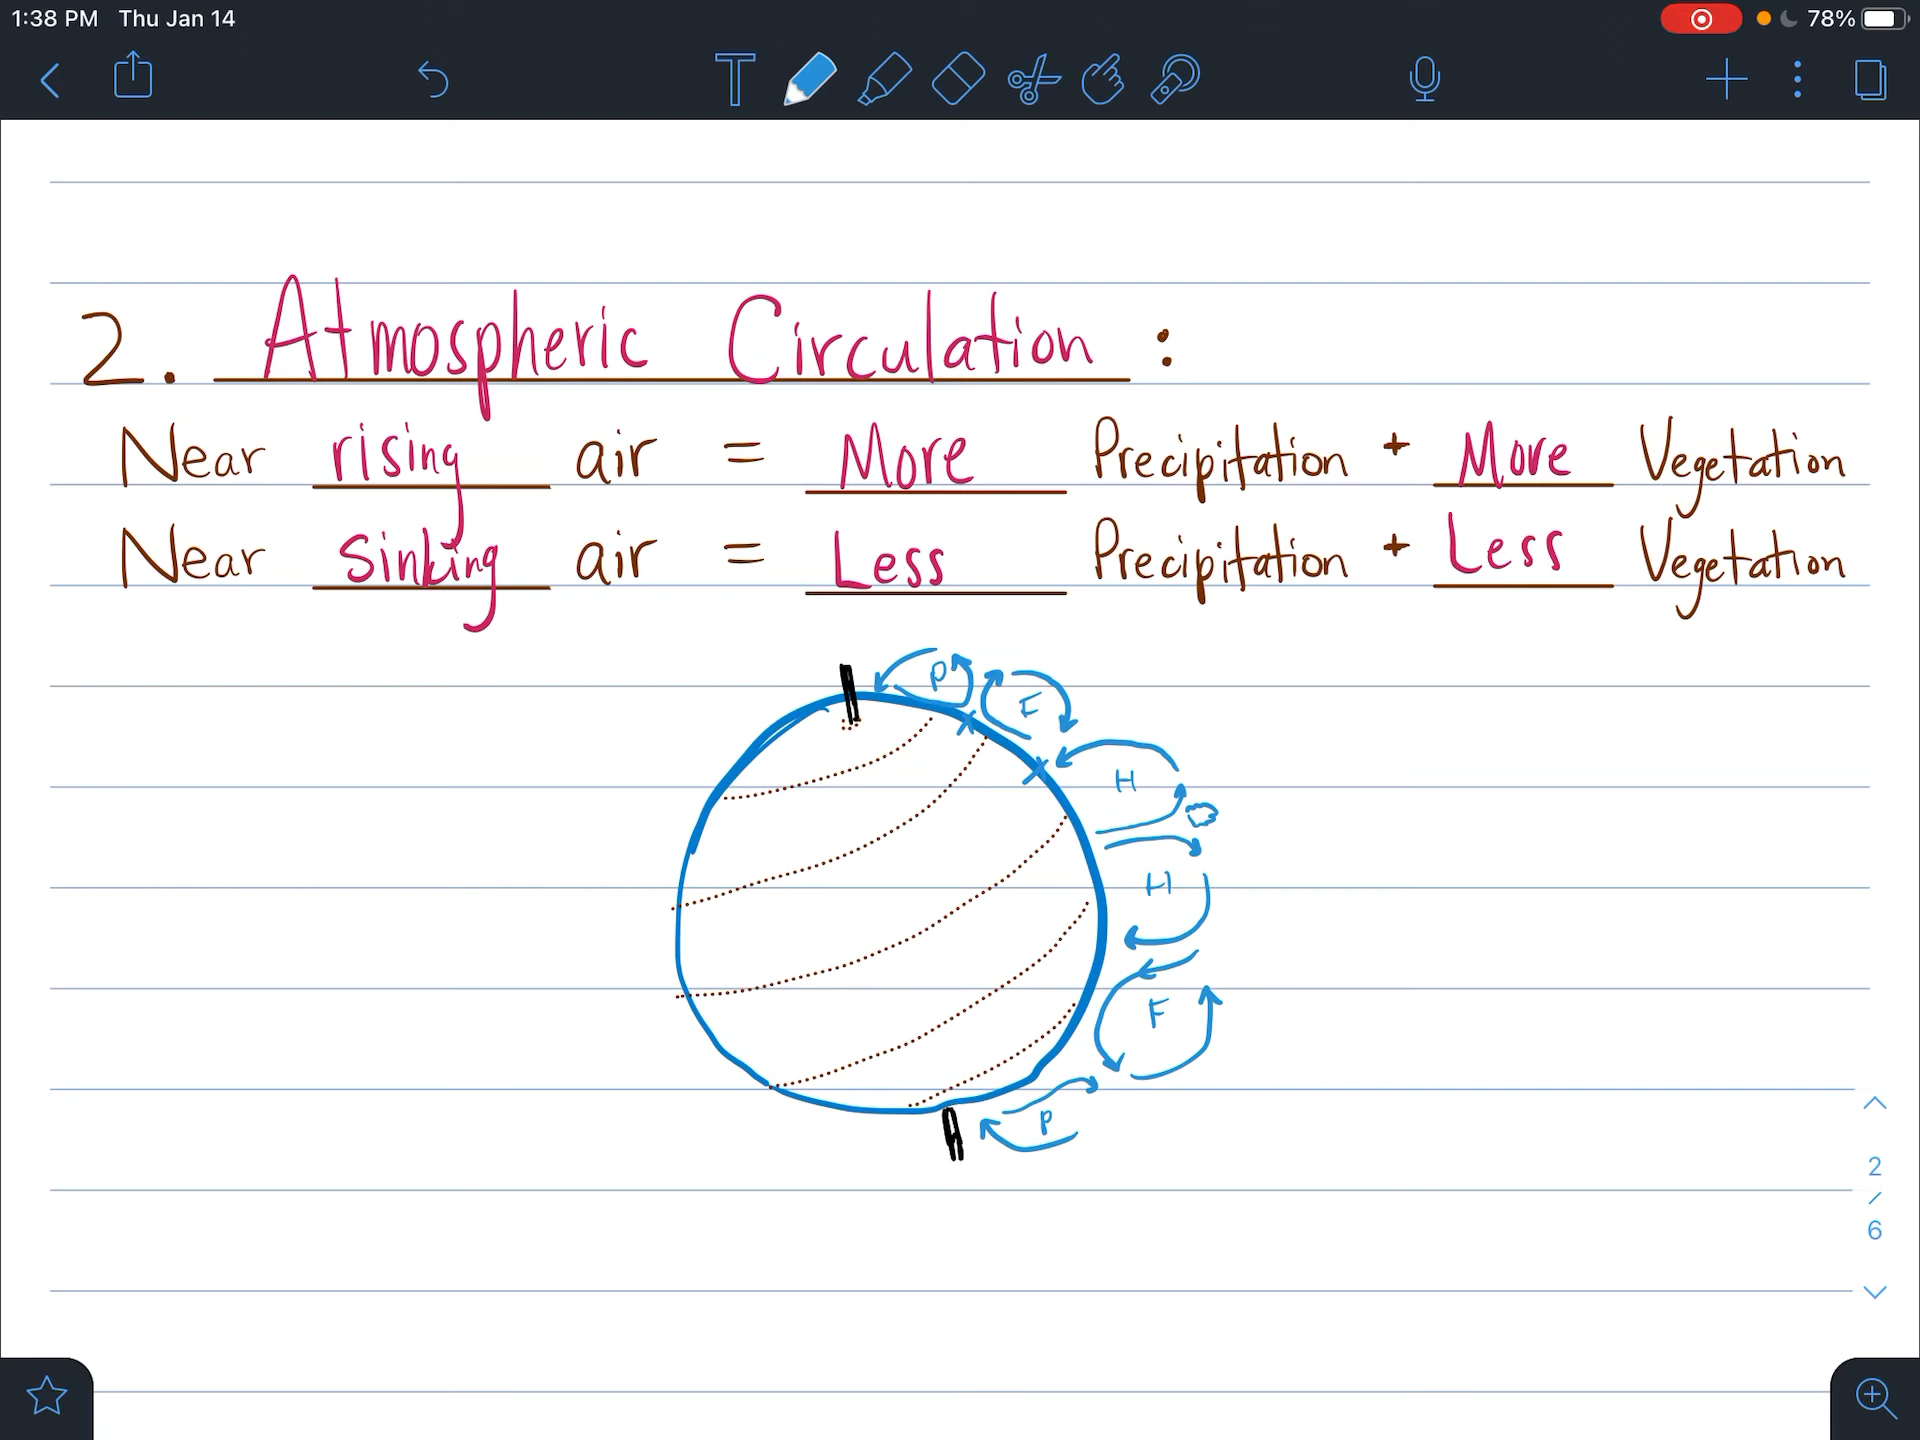 1:38 PM Thu Jan 14 78%
2. Atmospheric Circulation :
Near rising air = More Precipitation + More Vegetation
Near sinking air = Less Precipitation + Less Vegetation
P
F
H
H
F
P
2
/
6